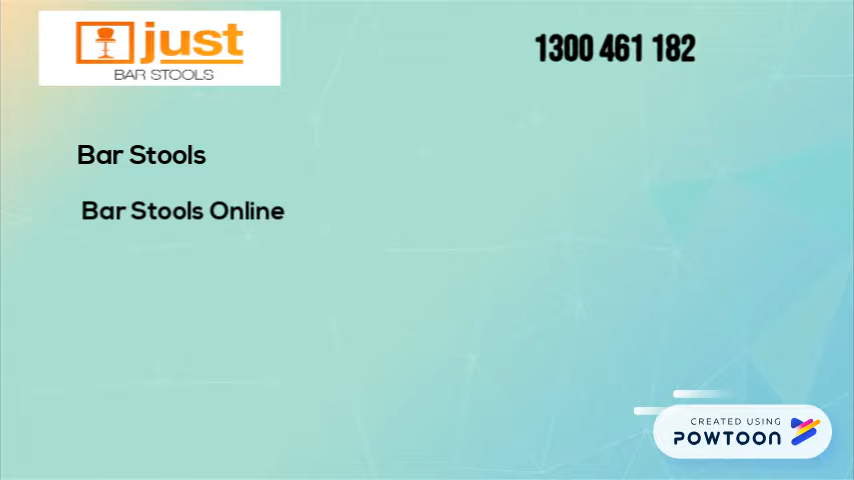 just
BAR STOOLS
1300 461 182
Bar Stools
Bar Stools Online
CREATED USING
POWTOON